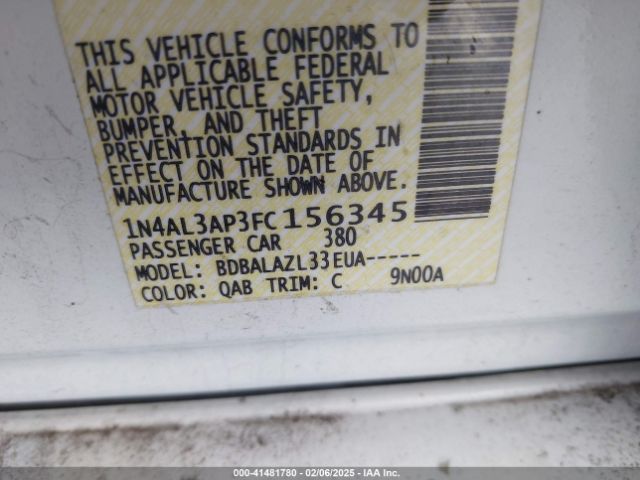 THIS VEHICLE CONFORMS TO
ALL APPLICABLE FEDERAL
MOTOR VEHICLE SAFETY,
BUMPER, AND THEFT
PREVENTION STANDARDS IN
EFFECT ON THE DATE OF
MANUFACTURE SHOWN ABOVE.
1N4AL3AP3FC156345
PASSENGER CAR 380
MODEL: BDBALAZL33EUA-----
COLOR: QAB TRIM: C 9N00A
000-41481780 | 02/06/2025 - IAA Inc.